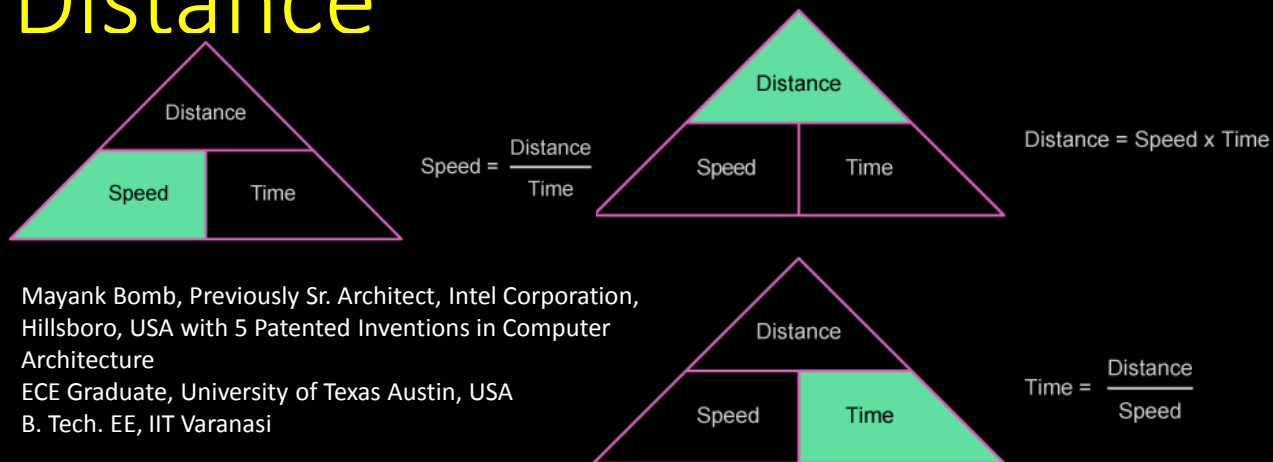 Distance
Distance
Speed
Time
Speed = Distance
Time
Distance
Speed
Time
Distance = Speed x Time
Mayank Bomb, Previously Sr. Architect, Intel Corporation,
Hillsboro, USA with 5 Patented Inventions in Computer
Architecture
ECE Graduate, University of Texas Austin, USA
B. Tech. EE, IIT Varanasi
Distance
Speed
Time
Time = Distance
Speed